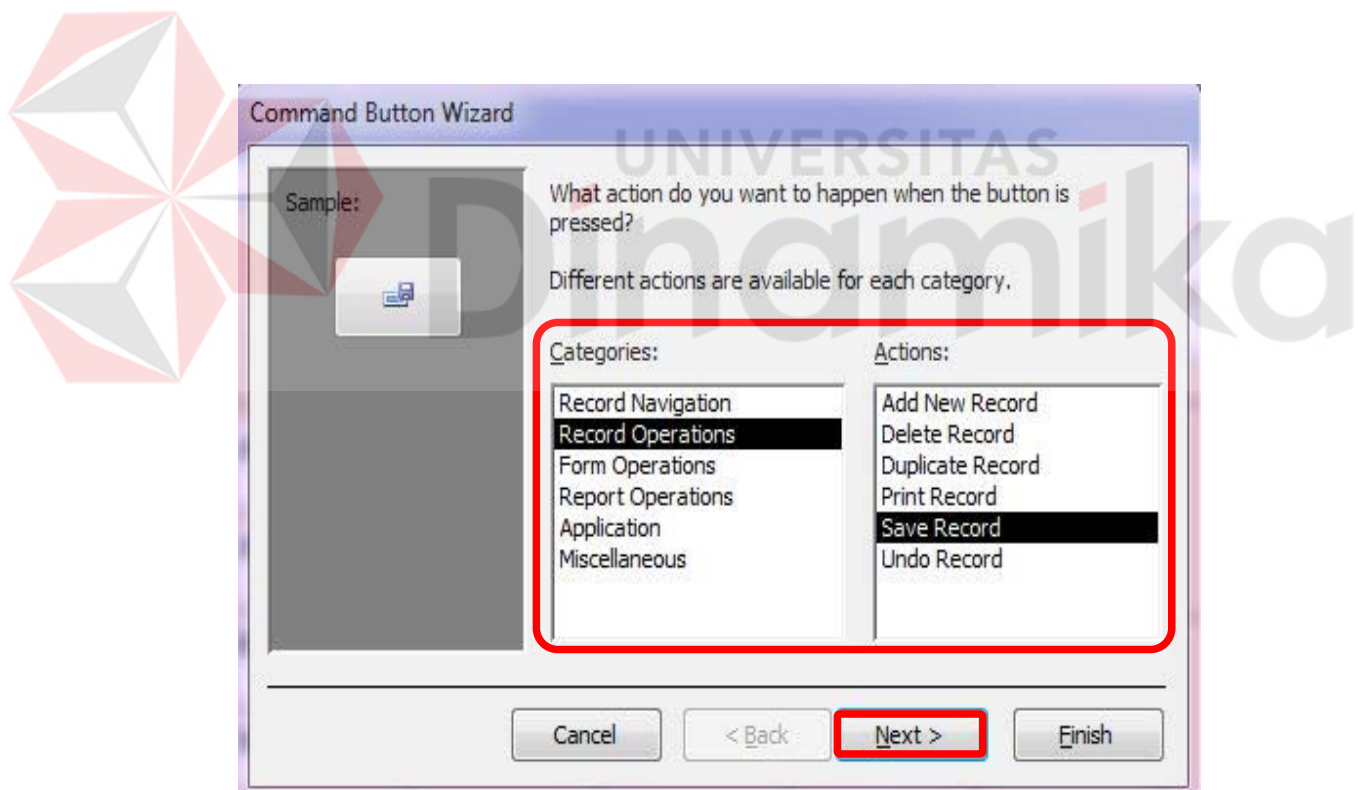 Command Button Wizard
UNIVERSITAS
Dinamika
Sample:
What action do you want to happen when the button is
pressed?
Different actions are available for each category.
Categories:
Record Navigation
Record Operations
Form Operations
Report Operations
Application
Miscellaneous
Actions:
Add New Record
Delete Record
Duplicate Record
Print Record
Save Record
Undo Record
Cancel
< Back
Next >
Finish